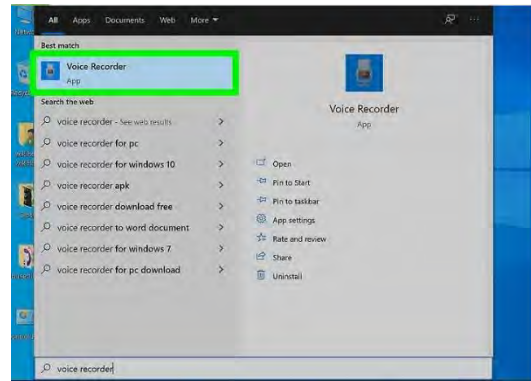 All Apps Documents Web More
Best match
Voice Recorder
App
Search the web
voice recorder - See web results
voice recorder for pc
voice recorder for windows 10
voice recorder apk
voice recorder download free
voice recorder to word document
voice recorder for windows 7
voice recorder for pc download
Voice Recorder
App
Open
Pin to Start
Pin to taskbar
App settings
Rate and review
Share
Uninstall
voice recorder